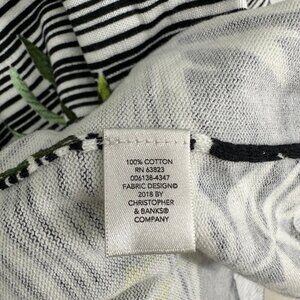 100% COTTON
RN 63823
006138-4347
FABRIC DESIGN©
2018 BY
CHRISTOPHER
& BANKS®
COMPANY